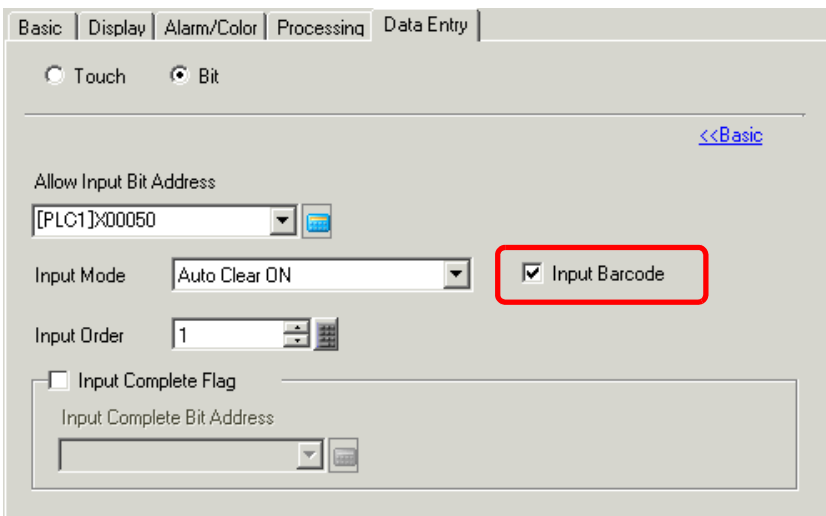 Basic Display Alarm/Color Processing Data Entry
Touch Bit
<<Basic
Allow Input Bit Address
[PLC1]X00050
Input Mode Auto Clear ON Input Barcode
Input Order 1
Input Complete Flag
Input Complete Bit Address